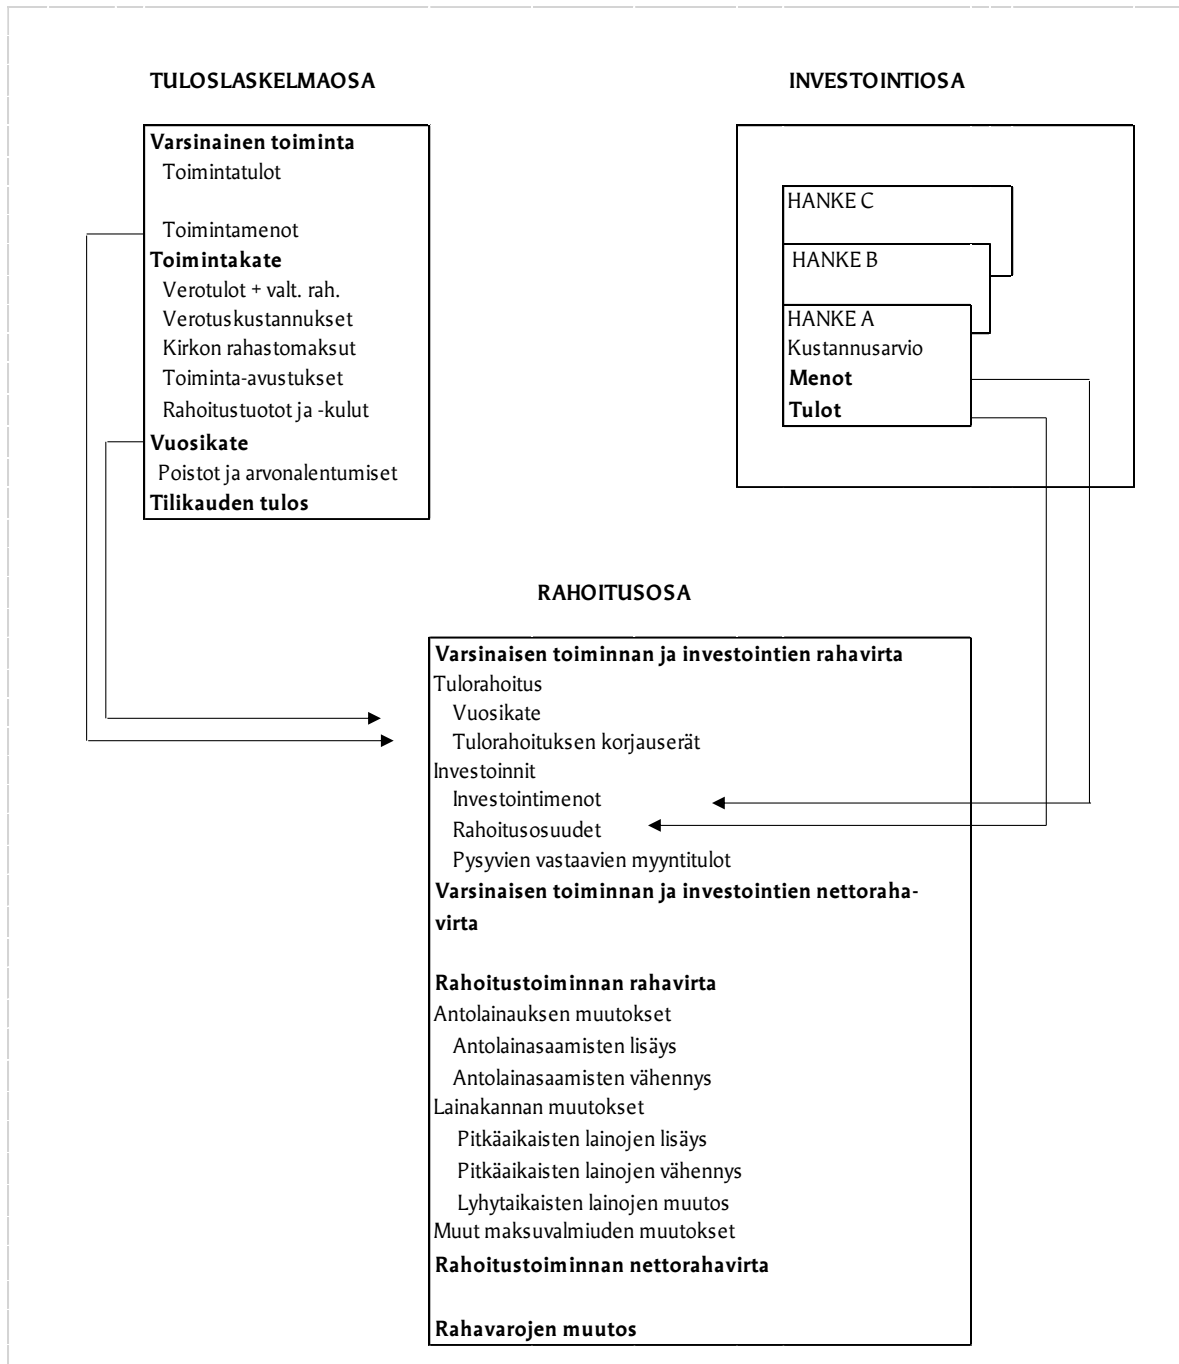 TULOSLASKELMAOSA
Varsinainen toiminta
Toimintatulot
Toimintamenot
Toimintakate
Verotulot + valt. rah.
Verotuskustannukset
Kirkon rahastomaksut
Toiminta-avustukset
Rahoitustuotot ja -kulut
Vuosikate
Poistot ja arvonalentumiset
Tilikauden tulos
INVESTOINTIOSA
HANKE C
HANKE B
HANKE A
Kustannusarvio
Menot
Tulot
RAHOITUSOSA
Varsinaisen toiminnan ja investointien rahavirta
Tulorahoitus
Vuosikate
Tulorahoituksen korjauserät
Investoinnit
Investointimenot
Rahoitusosuudet
Pysyvien vastaavien myyntitulot
Varsinaisen toiminnan ja investointien nettoraha-
virta
Rahoitustoiminnan rahavirta
Antolainauksen muutokset
Antolainasaamisten lisäys
Antolainasaamisten vähennys
Lainakannan muutokset
Pitkäaikaisten lainojen lisäys
Pitkäaikaisten lainojen vähennys
Lyhytaikaisten lainojen muutos
Muut maksuvalmiuden muutokset
Rahoitustoiminnan nettorahavirta
Rahavarojen muutos